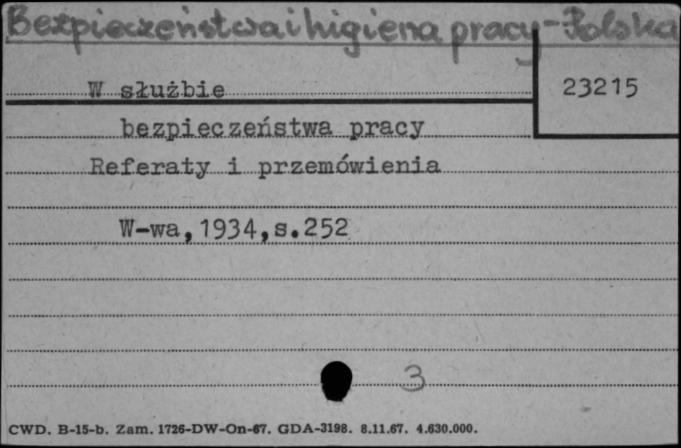 Bezpieczeństwo i higiena pracy - Polska
W służbie
23215
bezpieczeństwa pracy
Referaty i przemówienia
W-wa,1934,s.252
3
CWD. B-15-b. Zam. 1726-DW-On-67. GDA-3198. 8.11.67. 4.630.000.